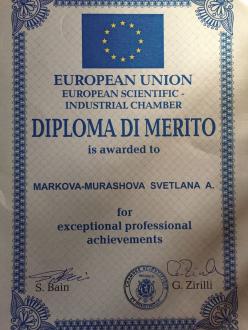 EUROPEAN UNION
EUROPEAN SCIENTIFIC -
INDUSTRIAL CHAMBER
DIPLOMA DI MERITO
is awarded to
MARKOVA-MURASHOVA SVETLANA A.
for
exceptional professional
achievements
S. Bain
G. Zirilli